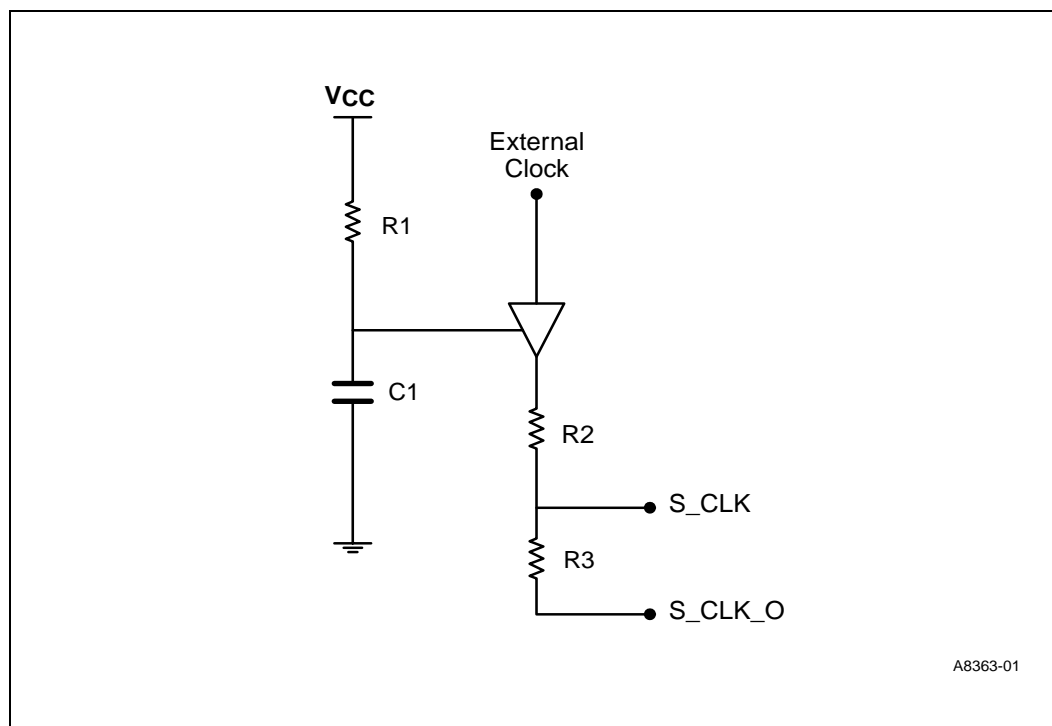 VCC
External
Clock
R1
C1
R2
S_CLK
R3
S_CLK_O
A8363-01